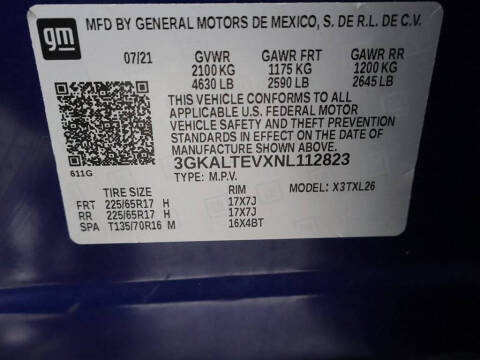 gm
MFD BY GENERAL MOTORS DE MEXICO, S. DE R.L. DE C.V.
07/21 GVWR GAWR FRT GAWR RR
2100 KG 1175 KG 1200 KG
4630 LB 2590 LB 2645 LB
THIS VEHICLE CONFORMS TO ALL
APPLICABLE U.S. FEDERAL MOTOR
VEHICLE SAFETY AND THEFT PREVENTION
STANDARDS IN EFFECT ON THE DATE OF
MANUFACTURE SHOWN ABOVE.
611G
3GKALTEVXNL112823
TYPE: M.P.V. MODEL: X3TXL26
TIRE SIZE RIM
FRT 225/65R17 H 17X7J
RR 225/65R17 H 17X7J
SPA T135/70R16 M 16X4BT